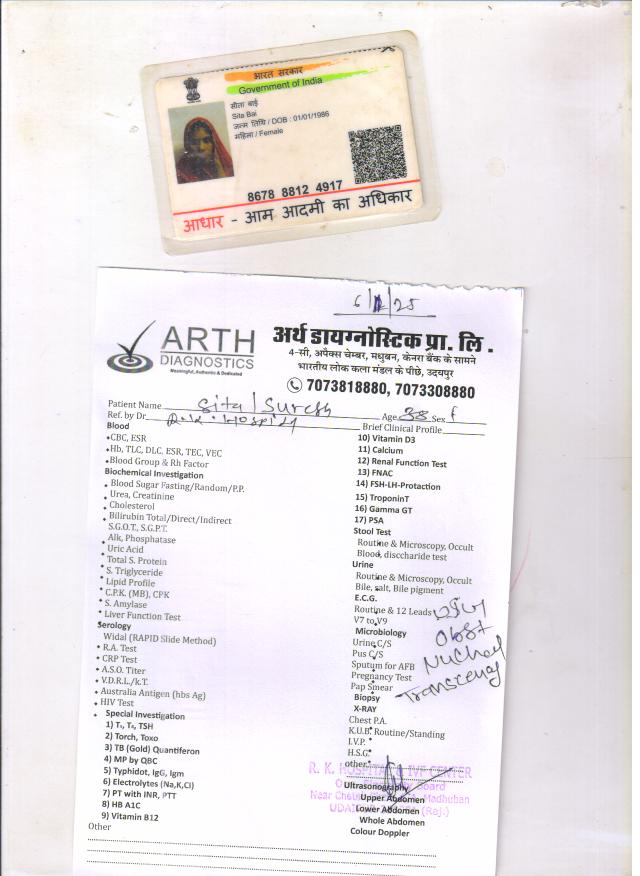 भारत सरकार
Government of India
सीता बाई
Sita Bai
जन्म तिथि / DOB : 01/01/1986
महिला / Female
8678 8812 4917
आधार - आम आदमी का अधिकार
ARTH
DIAGNOSTICS
Meaningful, Authentic & Dedicated
अर्थ डायग्नोस्टिक प्रा. लि .
4-सी, अपैक्स चेम्बर, मधुबन, केनरा बैंक के सामने
भारतीय लोक कला मंडल के पीछे, उदयपुर
7073818880, 7073308880
Patient Name Sita / Suresh Age 38 Sex f
Ref. by Dr. Brief Clinical Profile
Blood
CBC, ESR
Hb, TLC, DLC, ESR, TEC, VEC
Blood Group & Rh Factor
Biochemical Investigation
Blood Sugar Fasting/Random/P.P.
Urea, Creatinine
Cholesterol
Bilirubin Total/Direct/Indirect
S.G.O.T., S.G.P.T.
Alk, Phosphatase
Uric Acid
Total S. Protein
S. Triglyceride
Lipid Profile
C.P.K. (MB), CPK
S. Amylase
Liver Function Test
Serology
Widal (RAPID Slide Method)
R.A. Test
CRP Test
A.S.O. Titer
V.D.R.L./k.T.
Australia Antigen (hbs Ag)
HIV Test
Special Investigation
1) T₃, T₄, TSH
2) Torch, Toxo
3) TB (Gold) Quantiferon
4) MP by QBC
5) Typhidot, IgG, Igm
6) Electrolytes (Na,K,Cl)
7) PT with INR, PTT
8) HB A1C
9) Vitamin B12
Other
10) Vitamin D3
11) Calcium
12) Renal Function Test
13) FNAC
14) FSH-LH-Protaction
15) TroponinT
16) Gamma GT
17) PSA
Stool Test
Routine & Microscopy, Occult
Blood, disccharide test
Urine
Routine & Microscopy, Occult
Bile, salt, Bile pigment
E.C.G.
Routine & 12 Leads
V7 to V9
Microbiology
Urine C/S
Pus C/S
Sputum for AFB
Pregnancy Test
Pap Smear
Biopsy
X-RAY
Chest P.A.
K.U.B. Routine/Standing
I.V.P.
H.S.G.
other
Ultrasonography
Upper Abdomen
Lower Abdomen
Whole Abdomen
Colour Doppler
Obst
Nuchal
R. K. HOSPITAL & IVF CENTER
Madhuban
(Raj.)